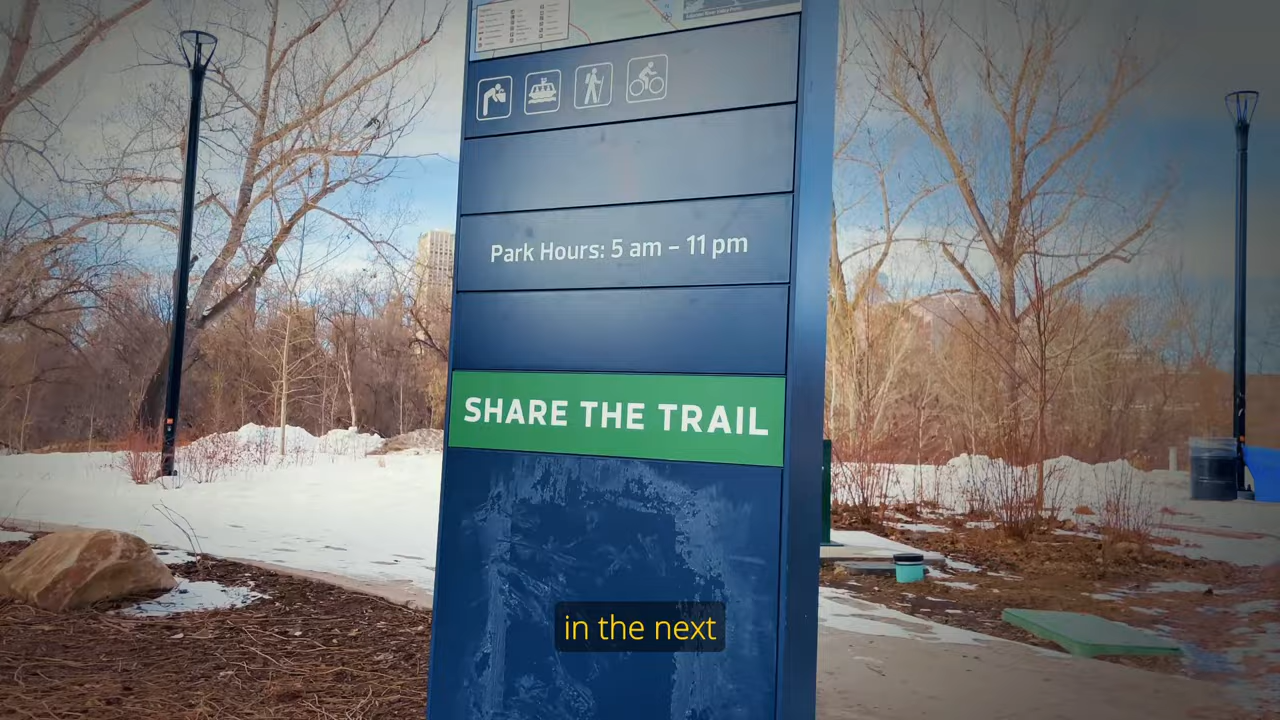 Park Hours: 5 am – 11 pm
SHARE THE TRAIL
in the next